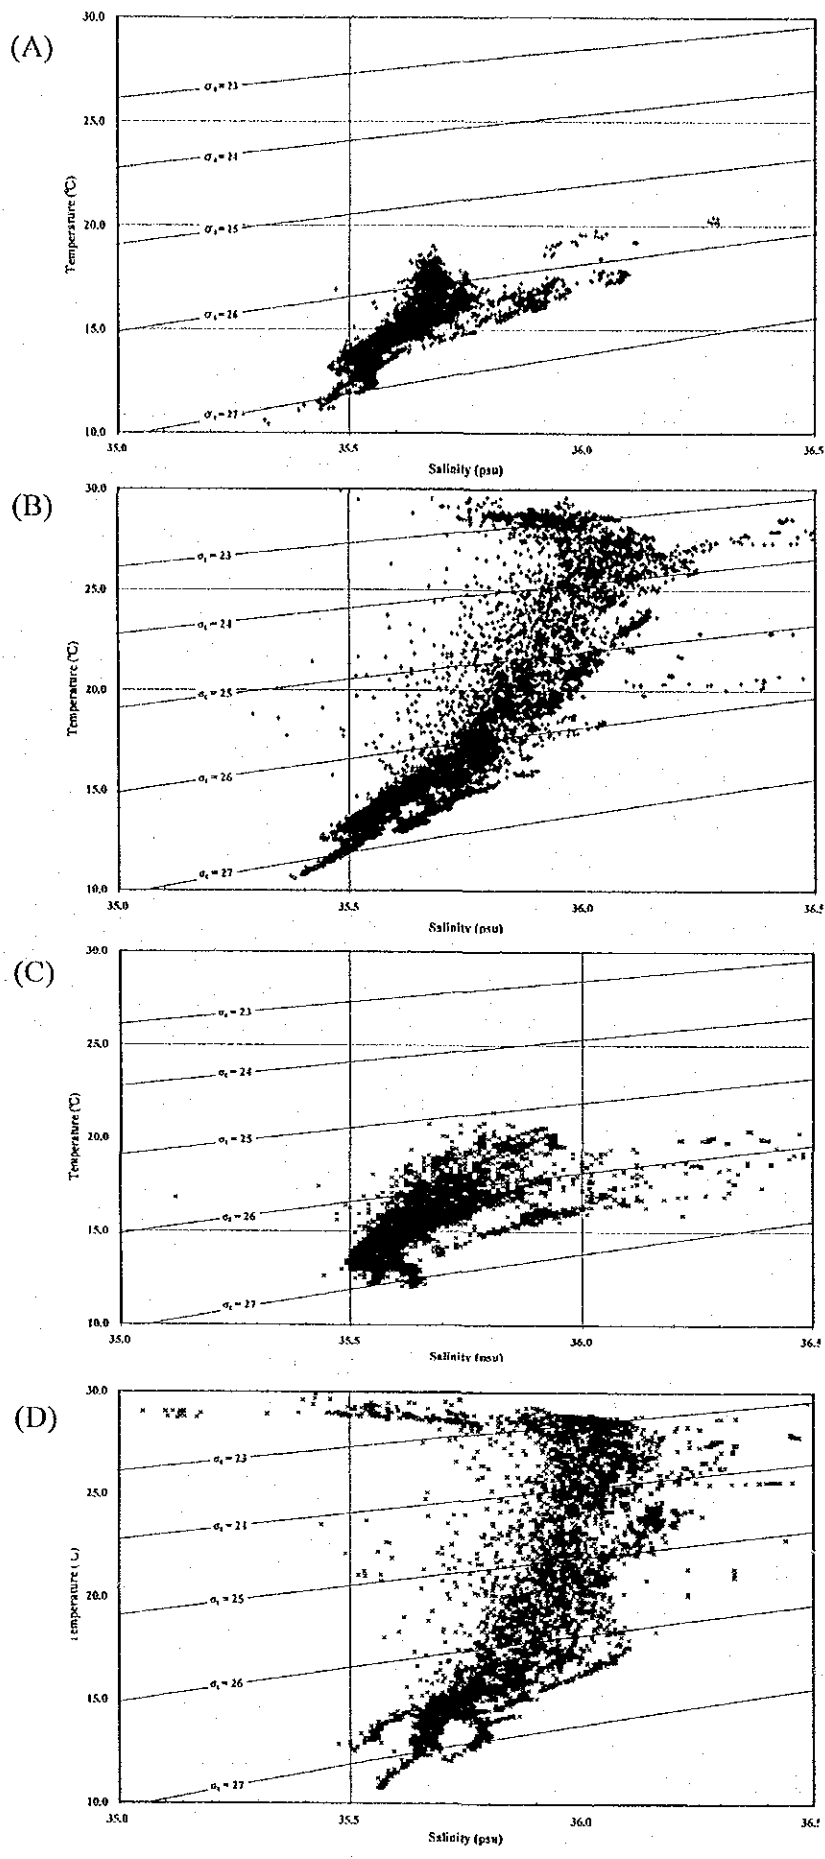 (A)
30.0
25.0
20.0
15.0
10.0
Temperature (°C)
σt = 23
σt = 24
σt = 25
σt = 26
σt = 27
35.0 35.5 36.0 36.5
Salinity (psu)
(B)
30.0
25.0
20.0
15.0
10.0
Temperature (°C)
σt = 23
σt = 24
σt = 25
σt = 26
σt = 27
35.0 35.5 36.0 36.5
Salinity (psu)
(C)
30.0
25.0
20.0
15.0
10.0
Temperature (°C)
σt = 23
σt = 24
σt = 25
σt = 26
σt = 27
35.0 35.5 36.0 36.5
Salinity (psu)
(D)
30.0
25.0
20.0
15.0
10.0
Temperature (°C)
σt = 23
σt = 24
σt = 25
σt = 26
σt = 27
35.0 35.5 36.0 36.5
Salinity (psu)